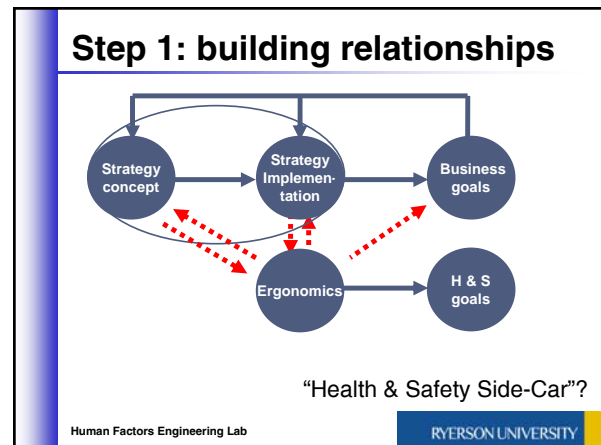 Step 1: building relationships
Strategy
concept
Strategy
Implemen-
tation
Business
goals
Ergonomics
H & S
goals
“Health & Safety Side-Car”?
Human Factors Engineering Lab
RYERSON UNIVERSITY